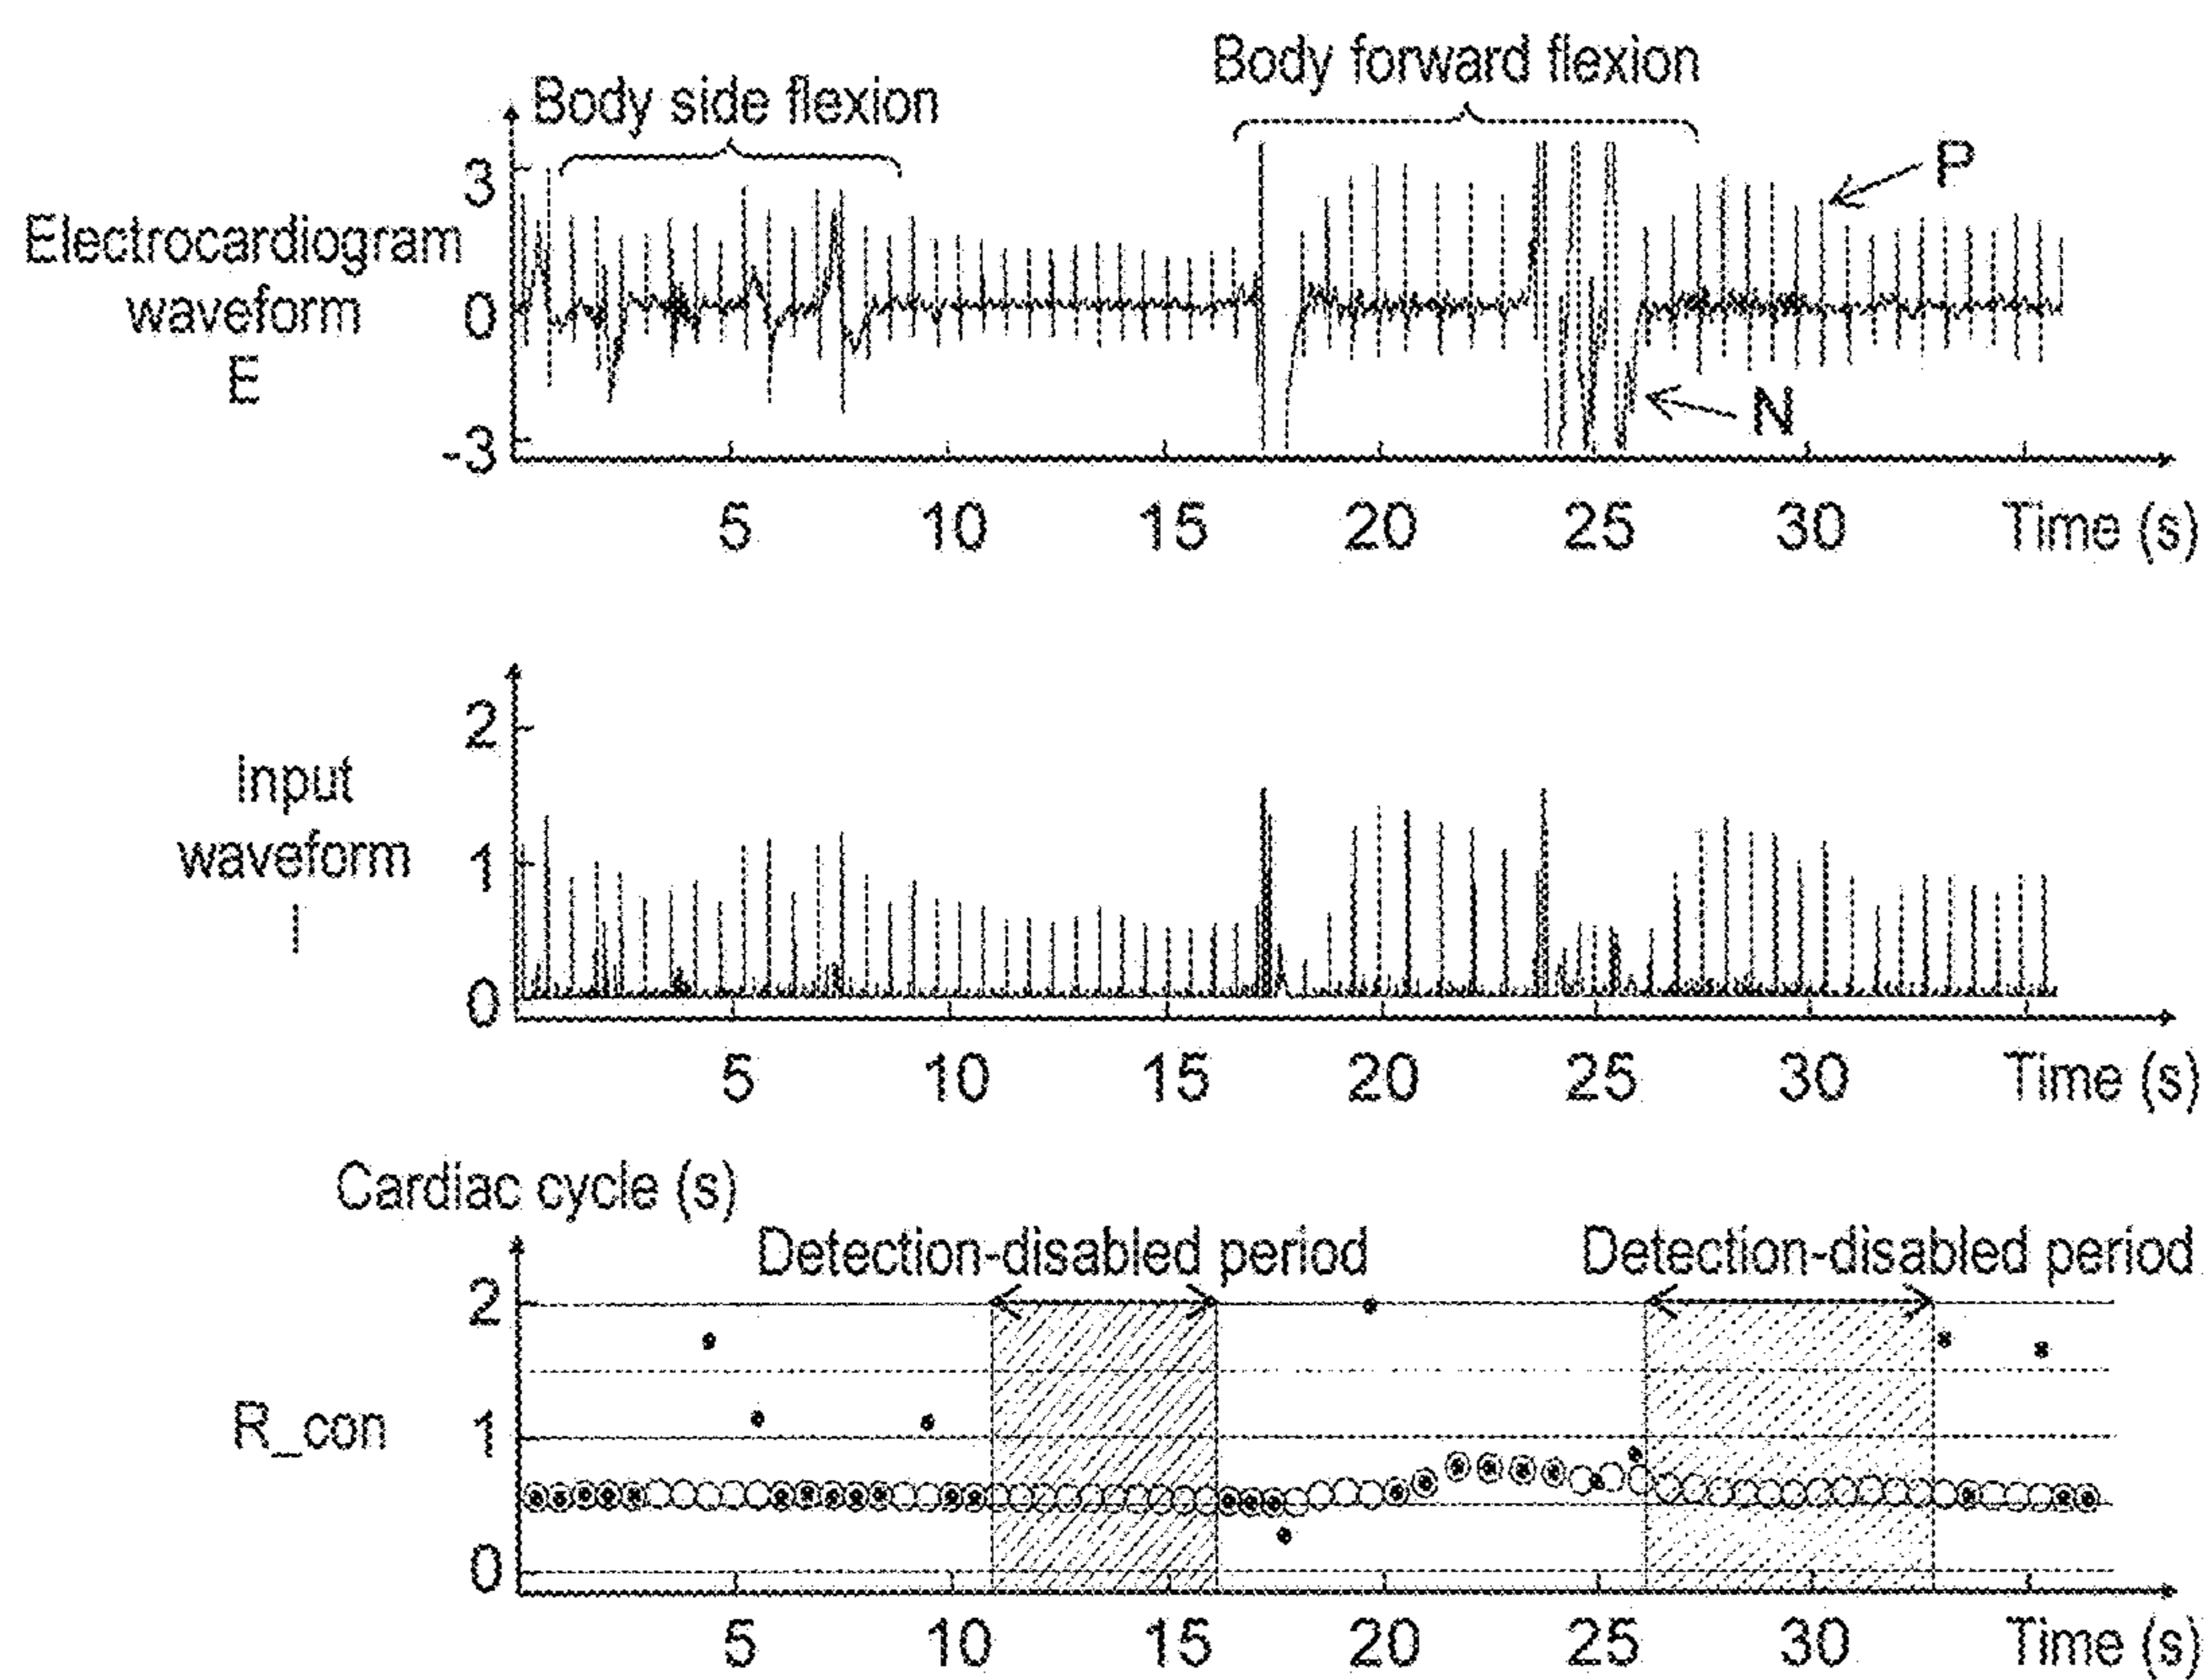 Body forward flexion
Body side flexion
P
3
Electrocardiogram
waveform
E
0
N
-3
5 10 15 20 25 30 Time (s)
2
Input
waveform
I
1
0
5 10 15 20 25 30 Time (s)
Cardiac cycle (s)
Detection-disabled period Detection-disabled period
2
R_con
1
0
5 10 15 20 25 30 Time (s)